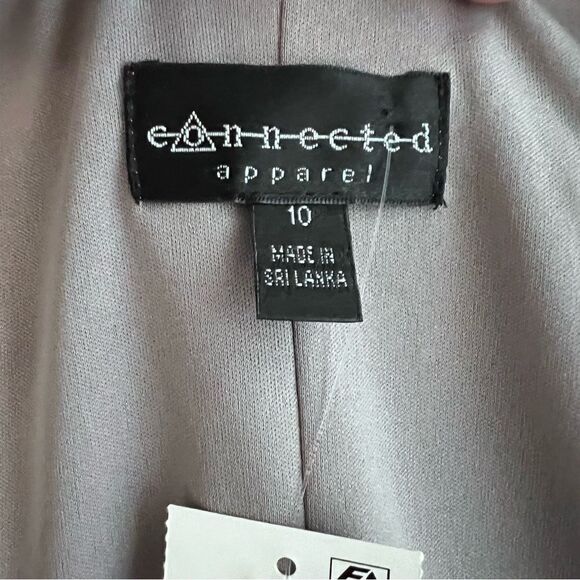 connected
apparel
10
MADE IN
SRI LANKA